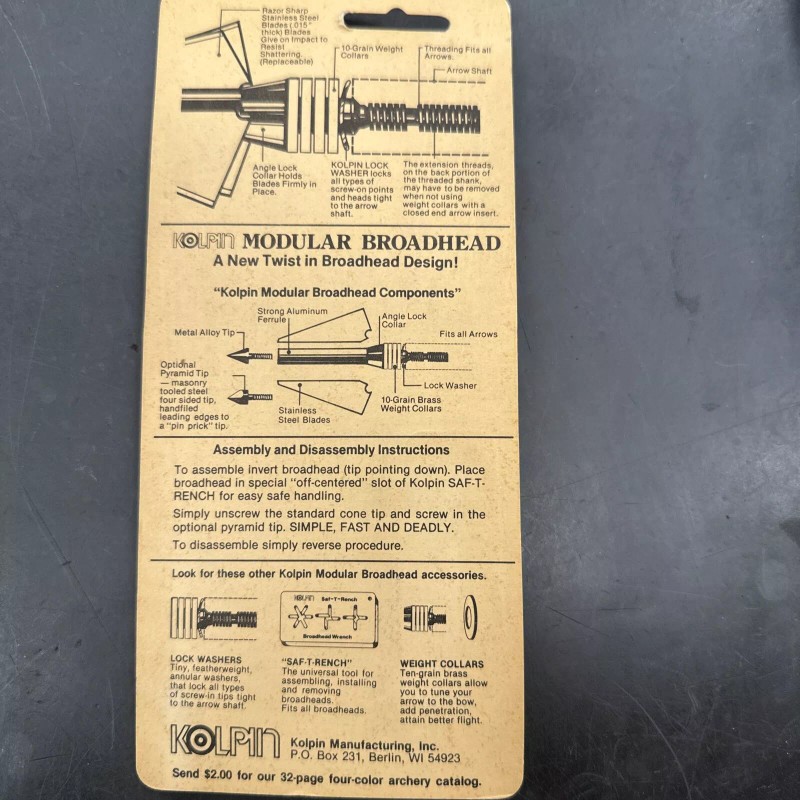 Razor Sharp
Stainless Steel
Blades (.015"
thick) Blades
Give on Impact to
Resist
Shattering.
(Replaceable)
10-Grain Weight
Collars
Threading Fits all
Arrows.
Arrow Shaft
Angle Lock
Collar Holds
Blades Firmly in
Place.
KOLPIN LOCK
WASHER locks
all types of
screw-on points
and heads tight
to the arrow
shaft.
The extension threads,
on the back portion of
the threaded shank,
may have to be removed
when not using
weight collars with a
closed end arrow insert.
KOLPIN MODULAR BROADHEAD
A New Twist in Broadhead Design!
"Kolpin Modular Broadhead Components"
Strong Aluminum
Ferrule
Angle Lock
Collar
Metal Alloy Tip
Fits all Arrows
Optional
Pyramid Tip
— masonry
tooled steel
four sided tip,
handfiled
leading edges to
a "pin prick" tip.
Lock Washer
10-Grain Brass
Weight Collars
Stainless
Steel Blades
Assembly and Disassembly Instructions
To assemble invert broadhead (tip pointing down). Place
broadhead in special "off-centered" slot of Kolpin SAF-T-
RENCH for easy safe handling.
Simply unscrew the standard cone tip and screw in the
optional pyramid tip. SIMPLE, FAST AND DEADLY.
To disassemble simply reverse procedure.
Look for these other Kolpin Modular Broadhead accessories.
KOLPIN Saf-T-Rench
Broadhead Wrench
LOCK WASHERS
Tiny, featherweight,
annular washers,
that lock all types
of screw-in tips tight
to the arrow shaft.
"SAF-T-RENCH"
The universal tool for
assembling, installing
and removing
broadheads.
Fits all broadheads.
WEIGHT COLLARS
Ten-grain brass
weight collars allow
you to tune your
arrow to the bow,
add penetration,
attain better flight.
KOLPIN
Kolpin Manufacturing, Inc.
P.O. Box 231, Berlin, WI 54923
Send $2.00 for our 32-page four-color archery catalog.